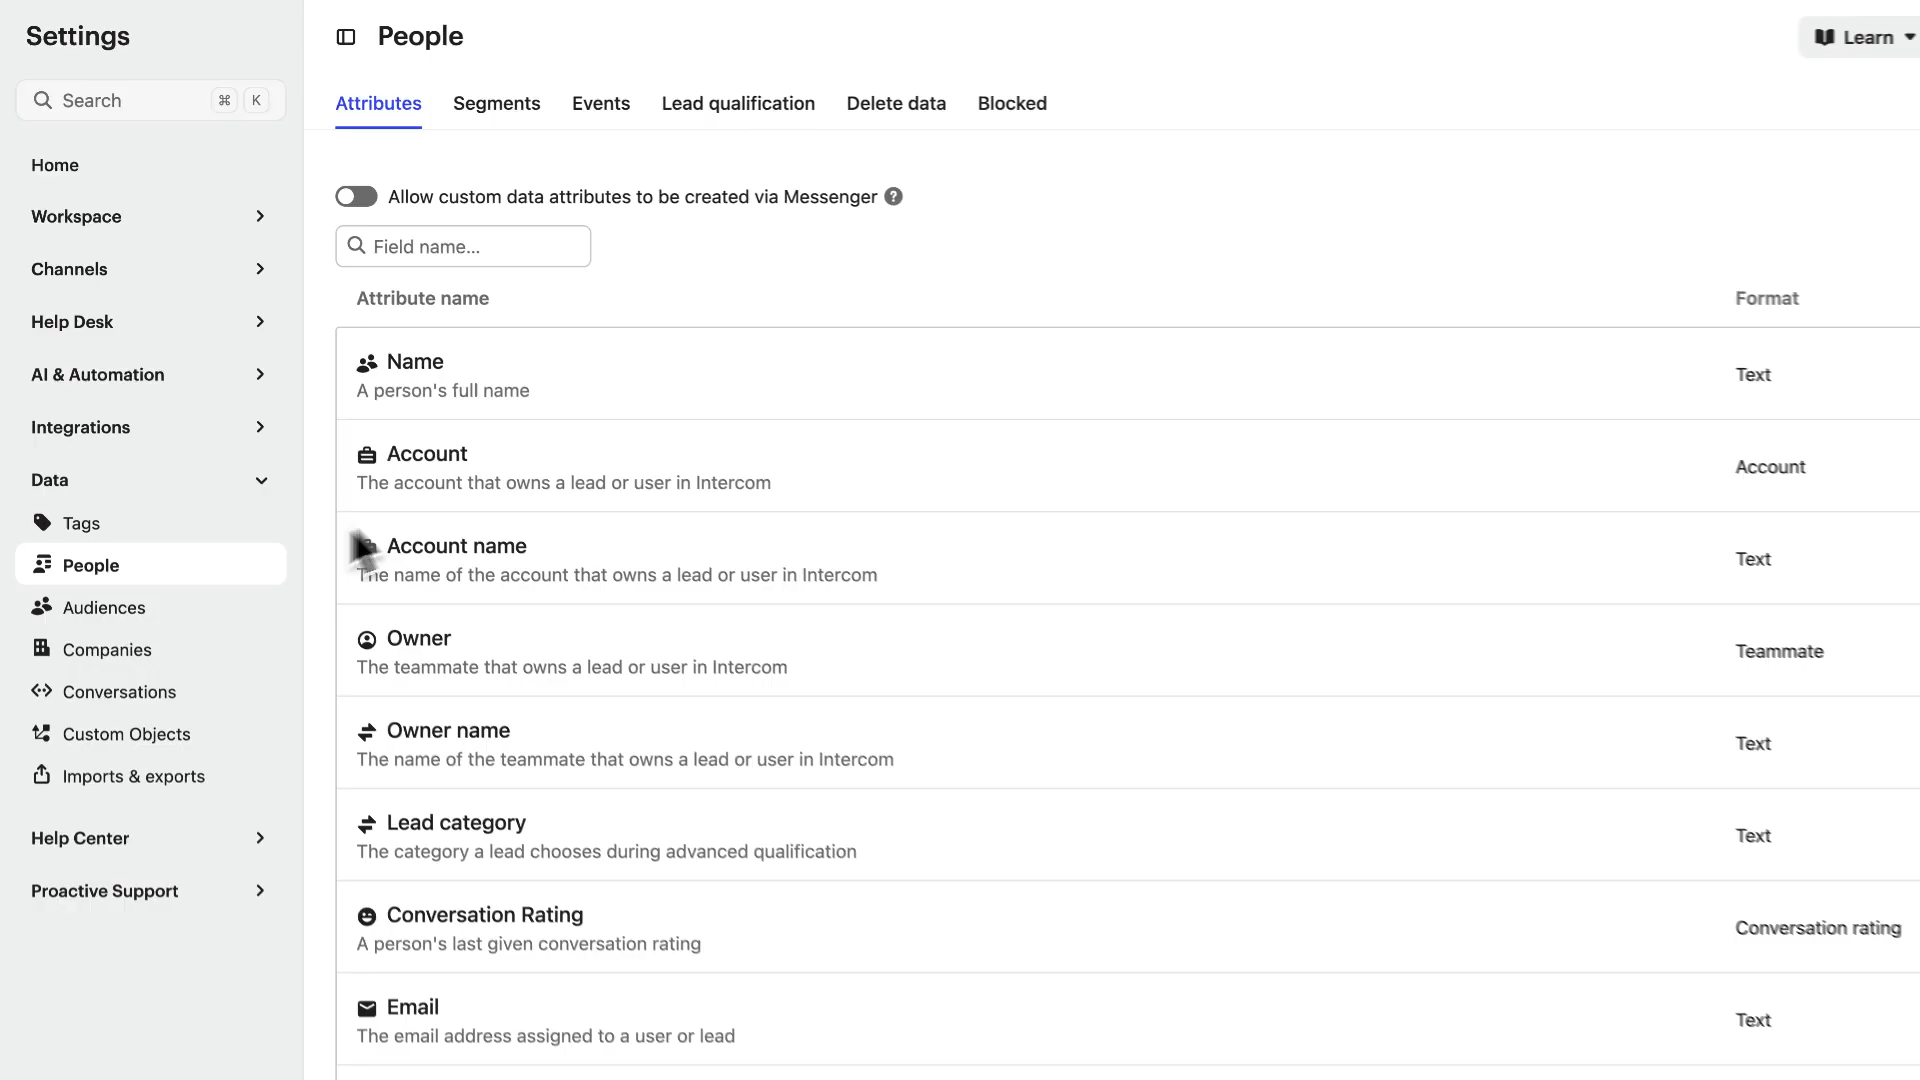 Settings
Search ⌘ K
Home
Workspace
Channels
Help Desk
AI & Automation
Integrations
Data
Tags
People
Audiences
Companies
Conversations
Custom Objects
Imports & exports
Help Center
Proactive Support
People
Learn
Attributes Segments Events Lead qualification Delete data Blocked
Allow custom data attributes to be created via Messenger ?
Field name...
Attribute name Format
Name
A person's full name
Text
Account
The account that owns a lead or user in Intercom
Account
Account name
The name of the account that owns a lead or user in Intercom
Text
Owner
The teammate that owns a lead or user in Intercom
Teammate
Owner name
The name of the teammate that owns a lead or user in Intercom
Text
Lead category
The category a lead chooses during advanced qualification
Text
Conversation Rating
A person's last given conversation rating
Conversation rating
Email
The email address assigned to a user or lead
Text